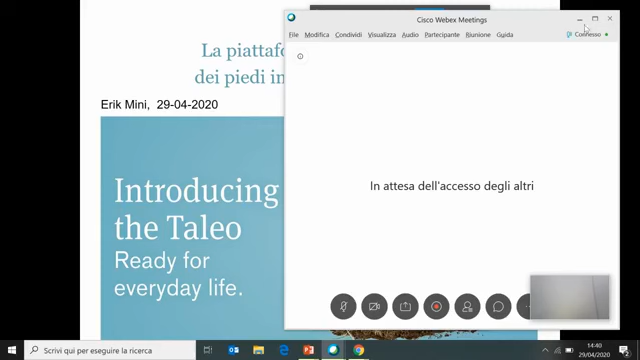 La piattafo
dei piedi in
Erik Mini, 29-04-2020
Introducing
the Taleo
Ready for
everyday life.
Cisco Webex Meetings
File Modifica Condividi Visualizza Audio Partecipante Riunione Guida Connesso
In attesa dell'accesso degli altri
Scrivi qui per eseguire la ricerca
14:40
29/04/2020